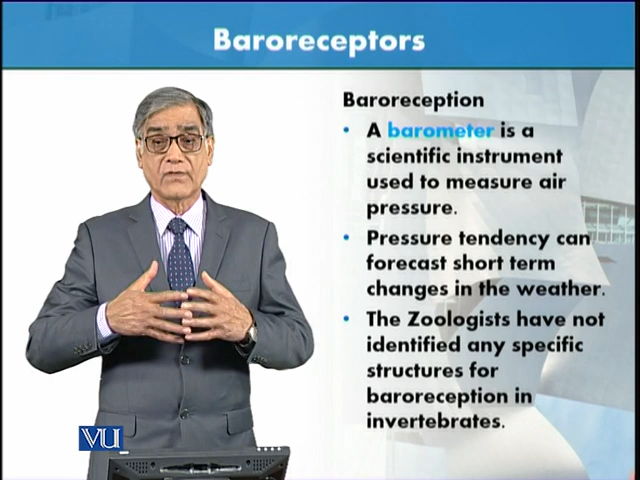 Baroreceptors
Baroreception
• A barometer is a
scientific instrument
used to measure air
pressure.
• Pressure tendency can
forecast short term
changes in the weather.
• The Zoologists have not
identified any specific
structures for
baroreception in
invertebrates.
VU